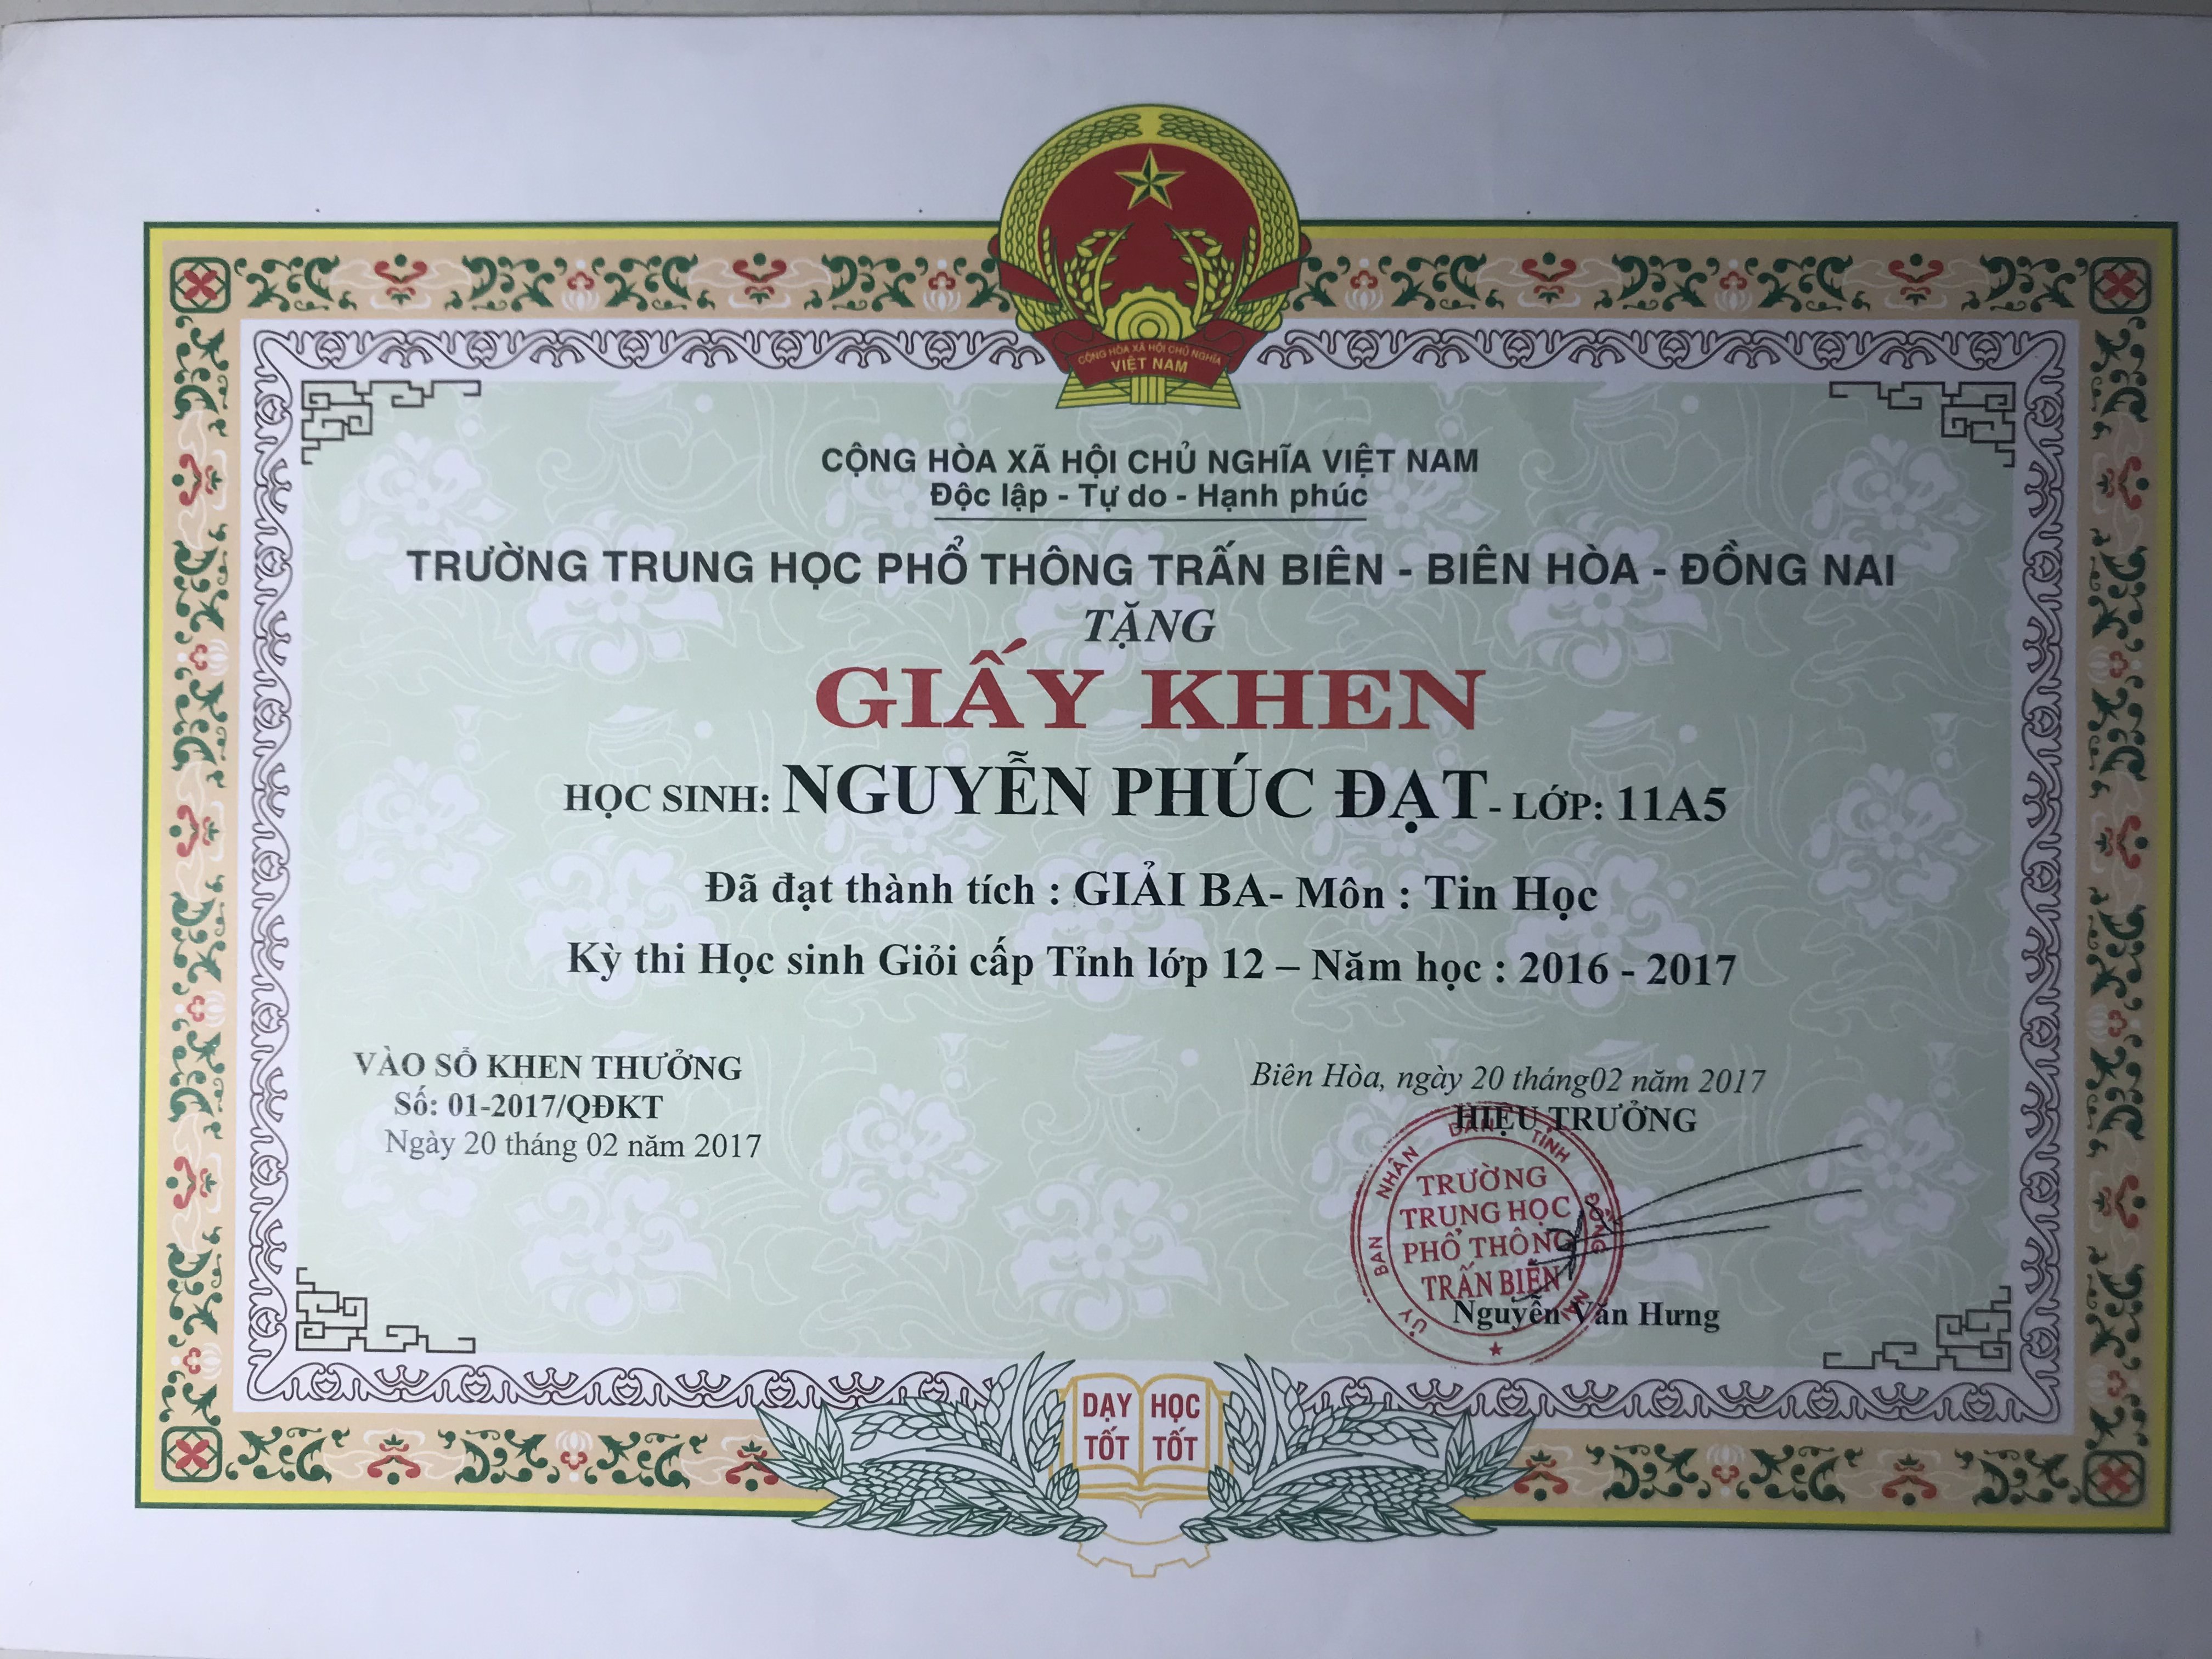 CỘNG HÒA XÃ HỘI CHỦ NGHĨA
VIỆT NAM
CỘNG HÒA XÃ HỘI CHỦ NGHĨA VIỆT NAM
Độc lập - Tự do - Hạnh phúc
TRƯỜNG TRUNG HỌC PHỔ THÔNG TRẤN BIÊN - BIÊN HÒA - ĐỒNG NAI
TẶNG
GIẤY KHEN
HỌC SINH: NGUYỄN PHÚC ĐẠT- LỚP: 11A5
Đã đạt thành tích : GIẢI BA- Môn : Tin Học
Kỳ thi Học sinh Giỏi cấp Tỉnh lớp 12 – Năm học : 2016 - 2017
VÀO SỔ KHEN THƯỞNG
Số: 01-2017/QĐKT
Ngày 20 tháng 02 năm 2017
Biên Hòa, ngày 20 tháng02 năm 2017
HIỆU TRƯỞNG
ỦY BAN NHÂN DÂN TỈNH ĐỒNG NAI
TRƯỜNG
TRUNG HỌC
PHỔ THÔNG
TRẤN BIÊN
Nguyễn Văn Hưng
DẠY HỌC
TỐT TỐT